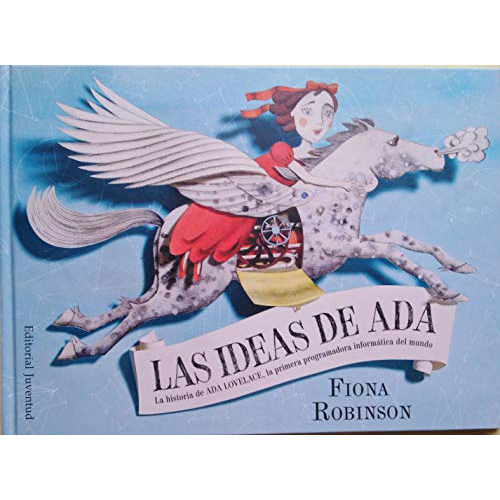 LAS IDEAS DE ADA
La historia de ADA LOVELACE, la primera programadora informática del mundo
FIONA
ROBINSON
Editorial Juventud